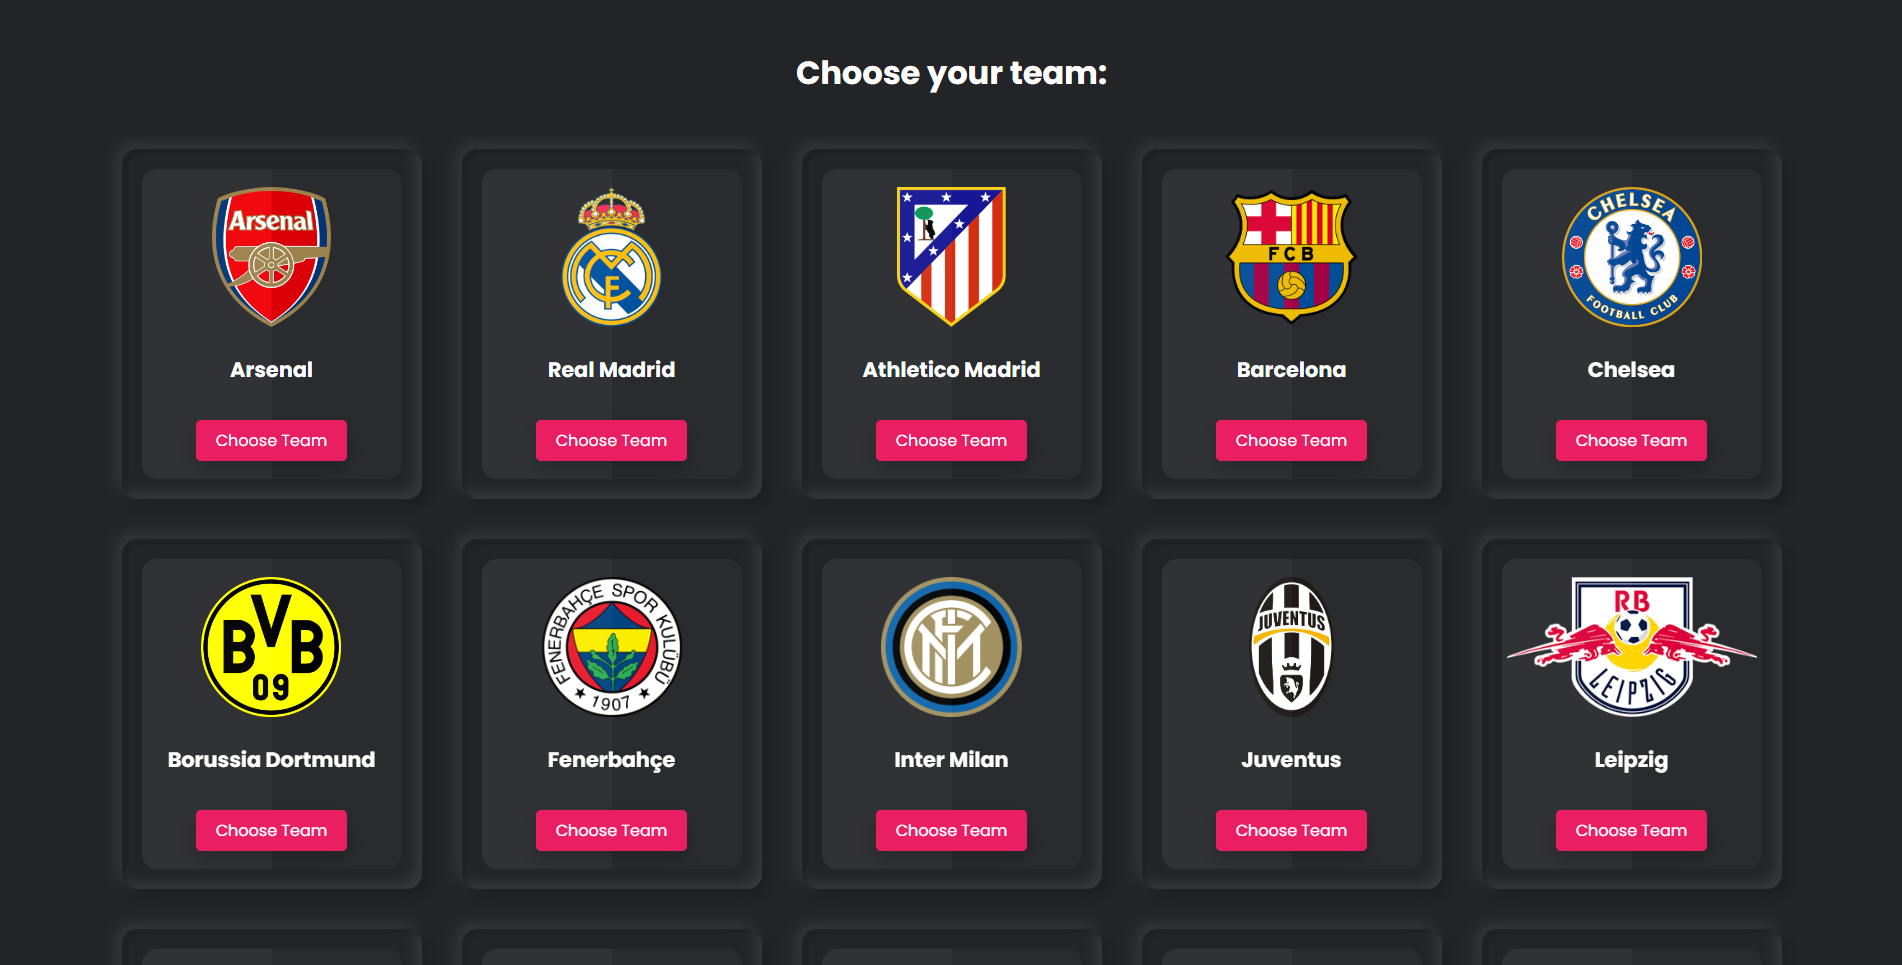 Choose your team:
Arsenal
FCB
CHELSEA
FOOTBALL CLUB
Arsenal
Real Madrid
Athletico Madrid
Barcelona
Chelsea
Choose Team
Choose Team
Choose Team
Choose Team
Choose Team
BVB
09
FENERBAHÇE SPOR KULÜBÜ
1907
JUVENTUS
RB
LEIPZIG
Borussia Dortmund
Fenerbahçe
Inter Milan
Juventus
Leipzig
Choose Team
Choose Team
Choose Team
Choose Team
Choose Team